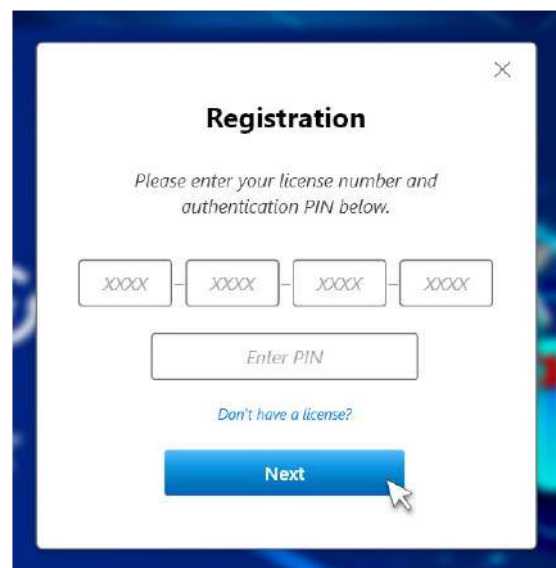 Registration
Please enter your license number and
authentication PIN below.
XXXX - XXXX - XXXX - XXXX
Enter PIN
Don't have a license?
Next